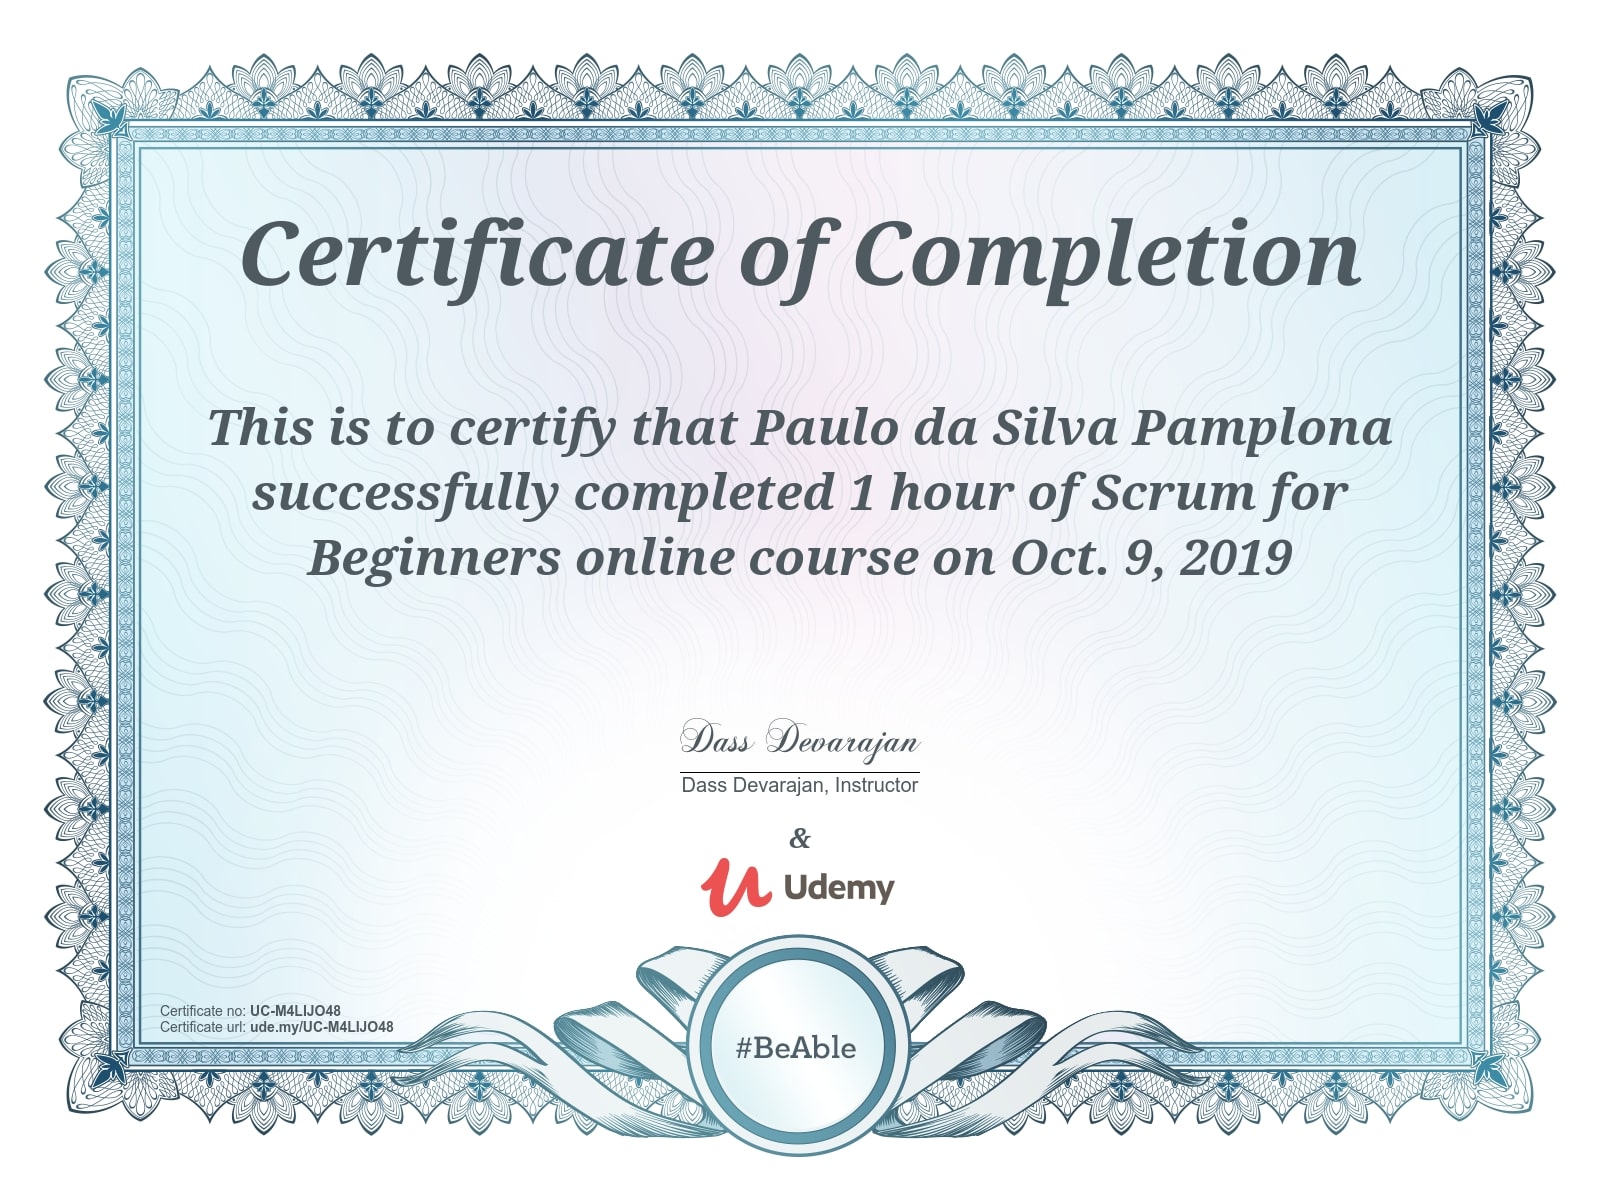 Certificate of Completion
This is to certify that Paulo da Silva Pamplona
successfully completed 1 hour of Scrum for
Beginners online course on Oct. 9, 2019
Dass Devarajan
Dass Devarajan, Instructor
&
Udemy
Certificate no: UC-M4LIJO48
Certificate url: ude.my/UC-M4LIJO48
#BeAble